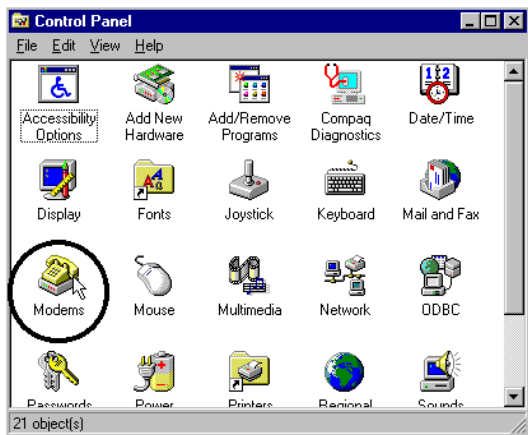 Control Panel
File Edit View Help
Accessibility Options
Add New Hardware
Add/Remove Programs
Compaq Diagnostics
Date/Time
Display
Fonts
Joystick
Keyboard
Mail and Fax
Modems
Mouse
Multimedia
Network
ODBC
Passwords
Power
Printers
Regional
Sounds
21 object(s)